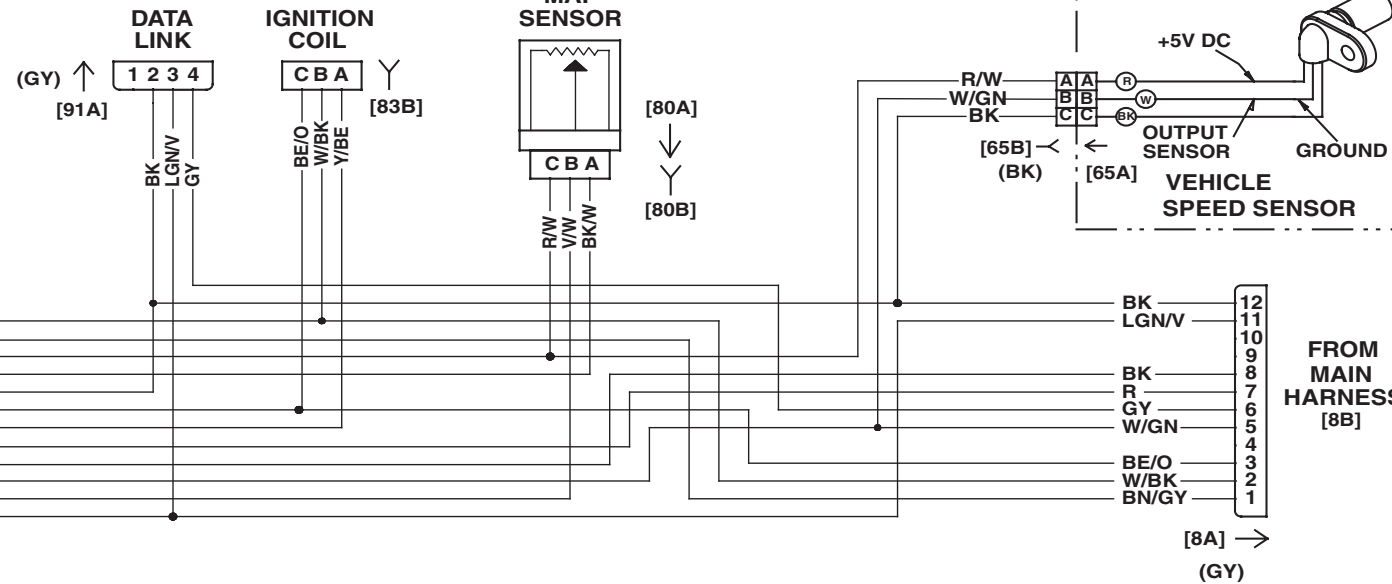 DATA
LINK
(GY)
1 2 3 4
[91A]
BK
LGN/V
GY
IGNITION
COIL
C B A
[83B]
BE/O
W/BK
Y/BE
SENSOR
C B A
[80A]
[80B]
R/W
V/W
BK/W
R/W
W/GN
BK
A A
B B
C C
R
W
BK
+5V DC
OUTPUT
SENSOR
GROUND
[65B]
(BK)
[65A]
VEHICLE
SPEED SENSOR
BK 12
LGN/V 11
10
9
BK 8
R 7
GY 6
W/GN 5
4
BE/O 3
W/BK 2
BN/GY 1
FROM
MAIN
HARNESS
[8B]
[8A]
(GY)